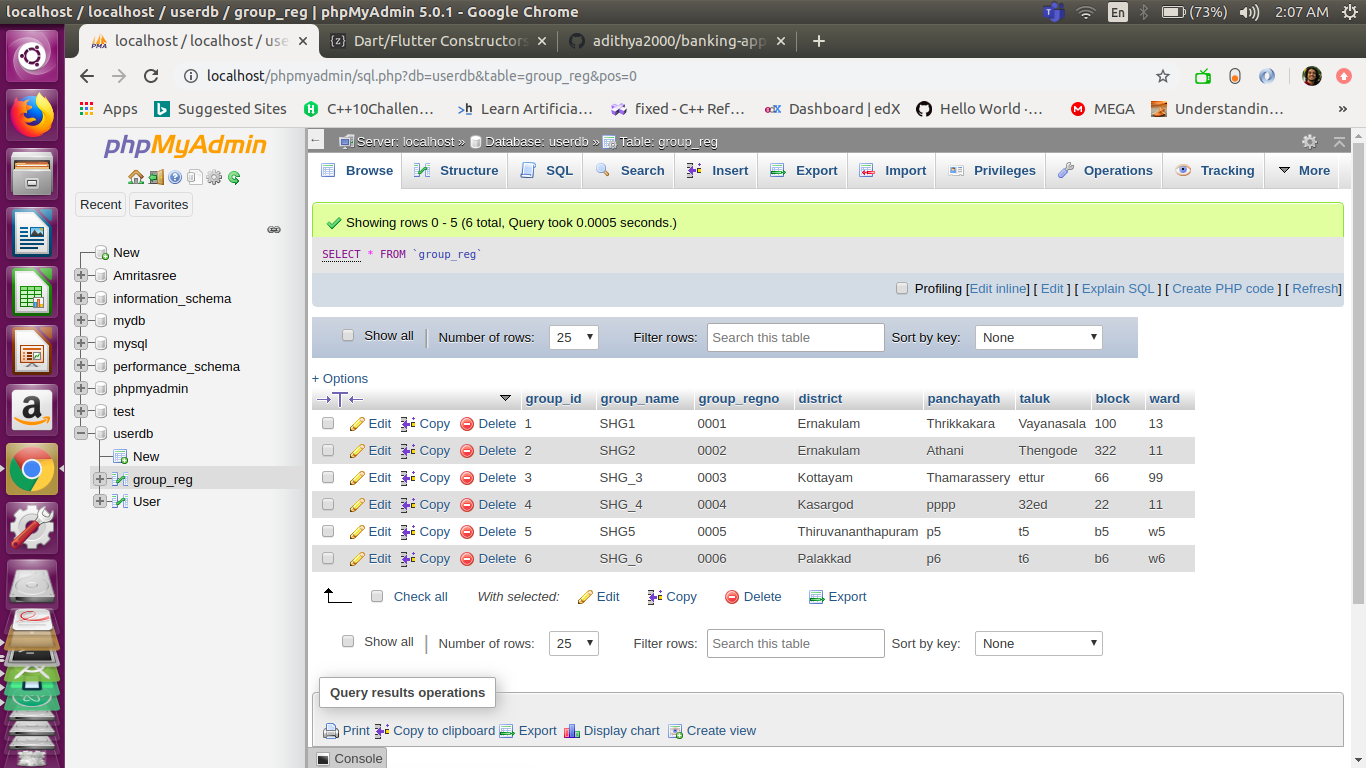 localhost / localhost / userdb / group_reg | phpMyAdmin 5.0.1 - Google Chrome
En
(73%)
2:07 AM
PMA
localhost / localhost / use
Dart/Flutter Constructors
adithya2000/banking-app
localhost/phpmyadmin/sql.php?db=userdb&table=group_reg&pos=0
Apps
Suggested Sites
C++10Challen…
Learn Artificia…
fixed - C++ Ref…
edX
Dashboard | edX
Hello World ·…
MEGA
Understandin…
»
phpMyAdmin
Recent
Favorites
New
Amritasree
information_schema
mydb
mysql
performance_schema
phpmyadmin
test
userdb
New
group_reg
User
Server: localhost » Database: userdb » Table: group_reg
Browse
Structure
SQL
Search
Insert
Export
Import
Privileges
Operations
Tracking
More
Showing rows 0 - 5 (6 total, Query took 0.0005 seconds.)
SELECT * FROM `group_reg`
Profiling [Edit inline] [ Edit ] [ Explain SQL ] [ Create PHP code ] [ Refresh]
Show all | Number of rows: 25 Filter rows: Search this table Sort by key: None
+ Options
group_id group_name group_regno district panchayath taluk block ward
Edit Copy Delete 1 SHG1 0001 Ernakulam Thrikkakara Vayanasala 100 13
Edit Copy Delete 2 SHG2 0002 Ernakulam Athani Thengode 322 11
Edit Copy Delete 3 SHG_3 0003 Kottayam Thamarassery ettur 66 99
Edit Copy Delete 4 SHG_4 0004 Kasargod pppp 32ed 22 11
Edit Copy Delete 5 SHG5 0005 Thiruvananthapuram p5 t5 b5 w5
Edit Copy Delete 6 SHG_6 0006 Palakkad p6 t6 b6 w6
Check all With selected: Edit Copy Delete Export
Show all | Number of rows: 25 Filter rows: Search this table Sort by key: None
Query results operations
Print Copy to clipboard Export Display chart Create view
Console